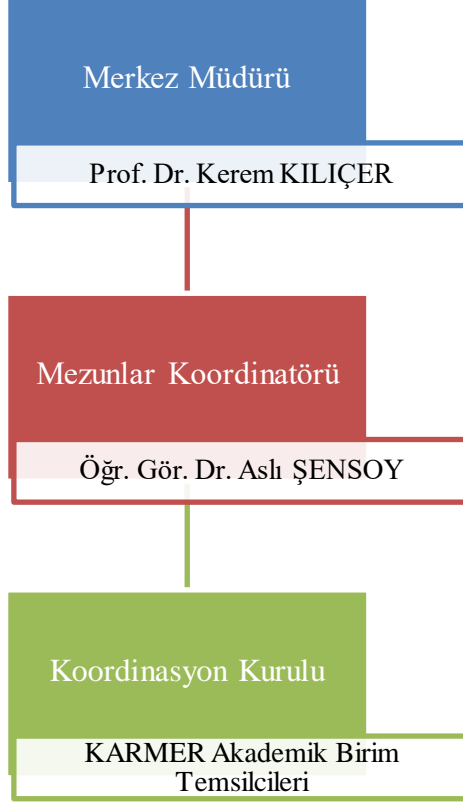 Merkez Müdürü
Prof. Dr. Kerem KILIÇER
Mezunlar Koordinatörü
Öğr. Gör. Dr. Aslı ŞENSOY
Koordinasyon Kurulu
KARMER Akademik Birim
Temsilcileri